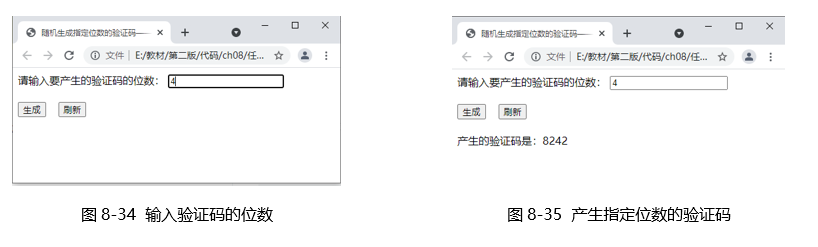 随机生成指定位数的验证码——
文件 | E:/教材/第二版/代码/ch08/任...
请输入要产生的验证码的位数： 4
生成 刷新
图 8-34 输入验证码的位数
随机生成指定位数的验证码——
文件 | E:/教材/第二版/代码/ch08/任...
请输入要产生的验证码的位数： 4
生成 刷新
产生的验证码是：8242
图 8-35 产生指定位数的验证码